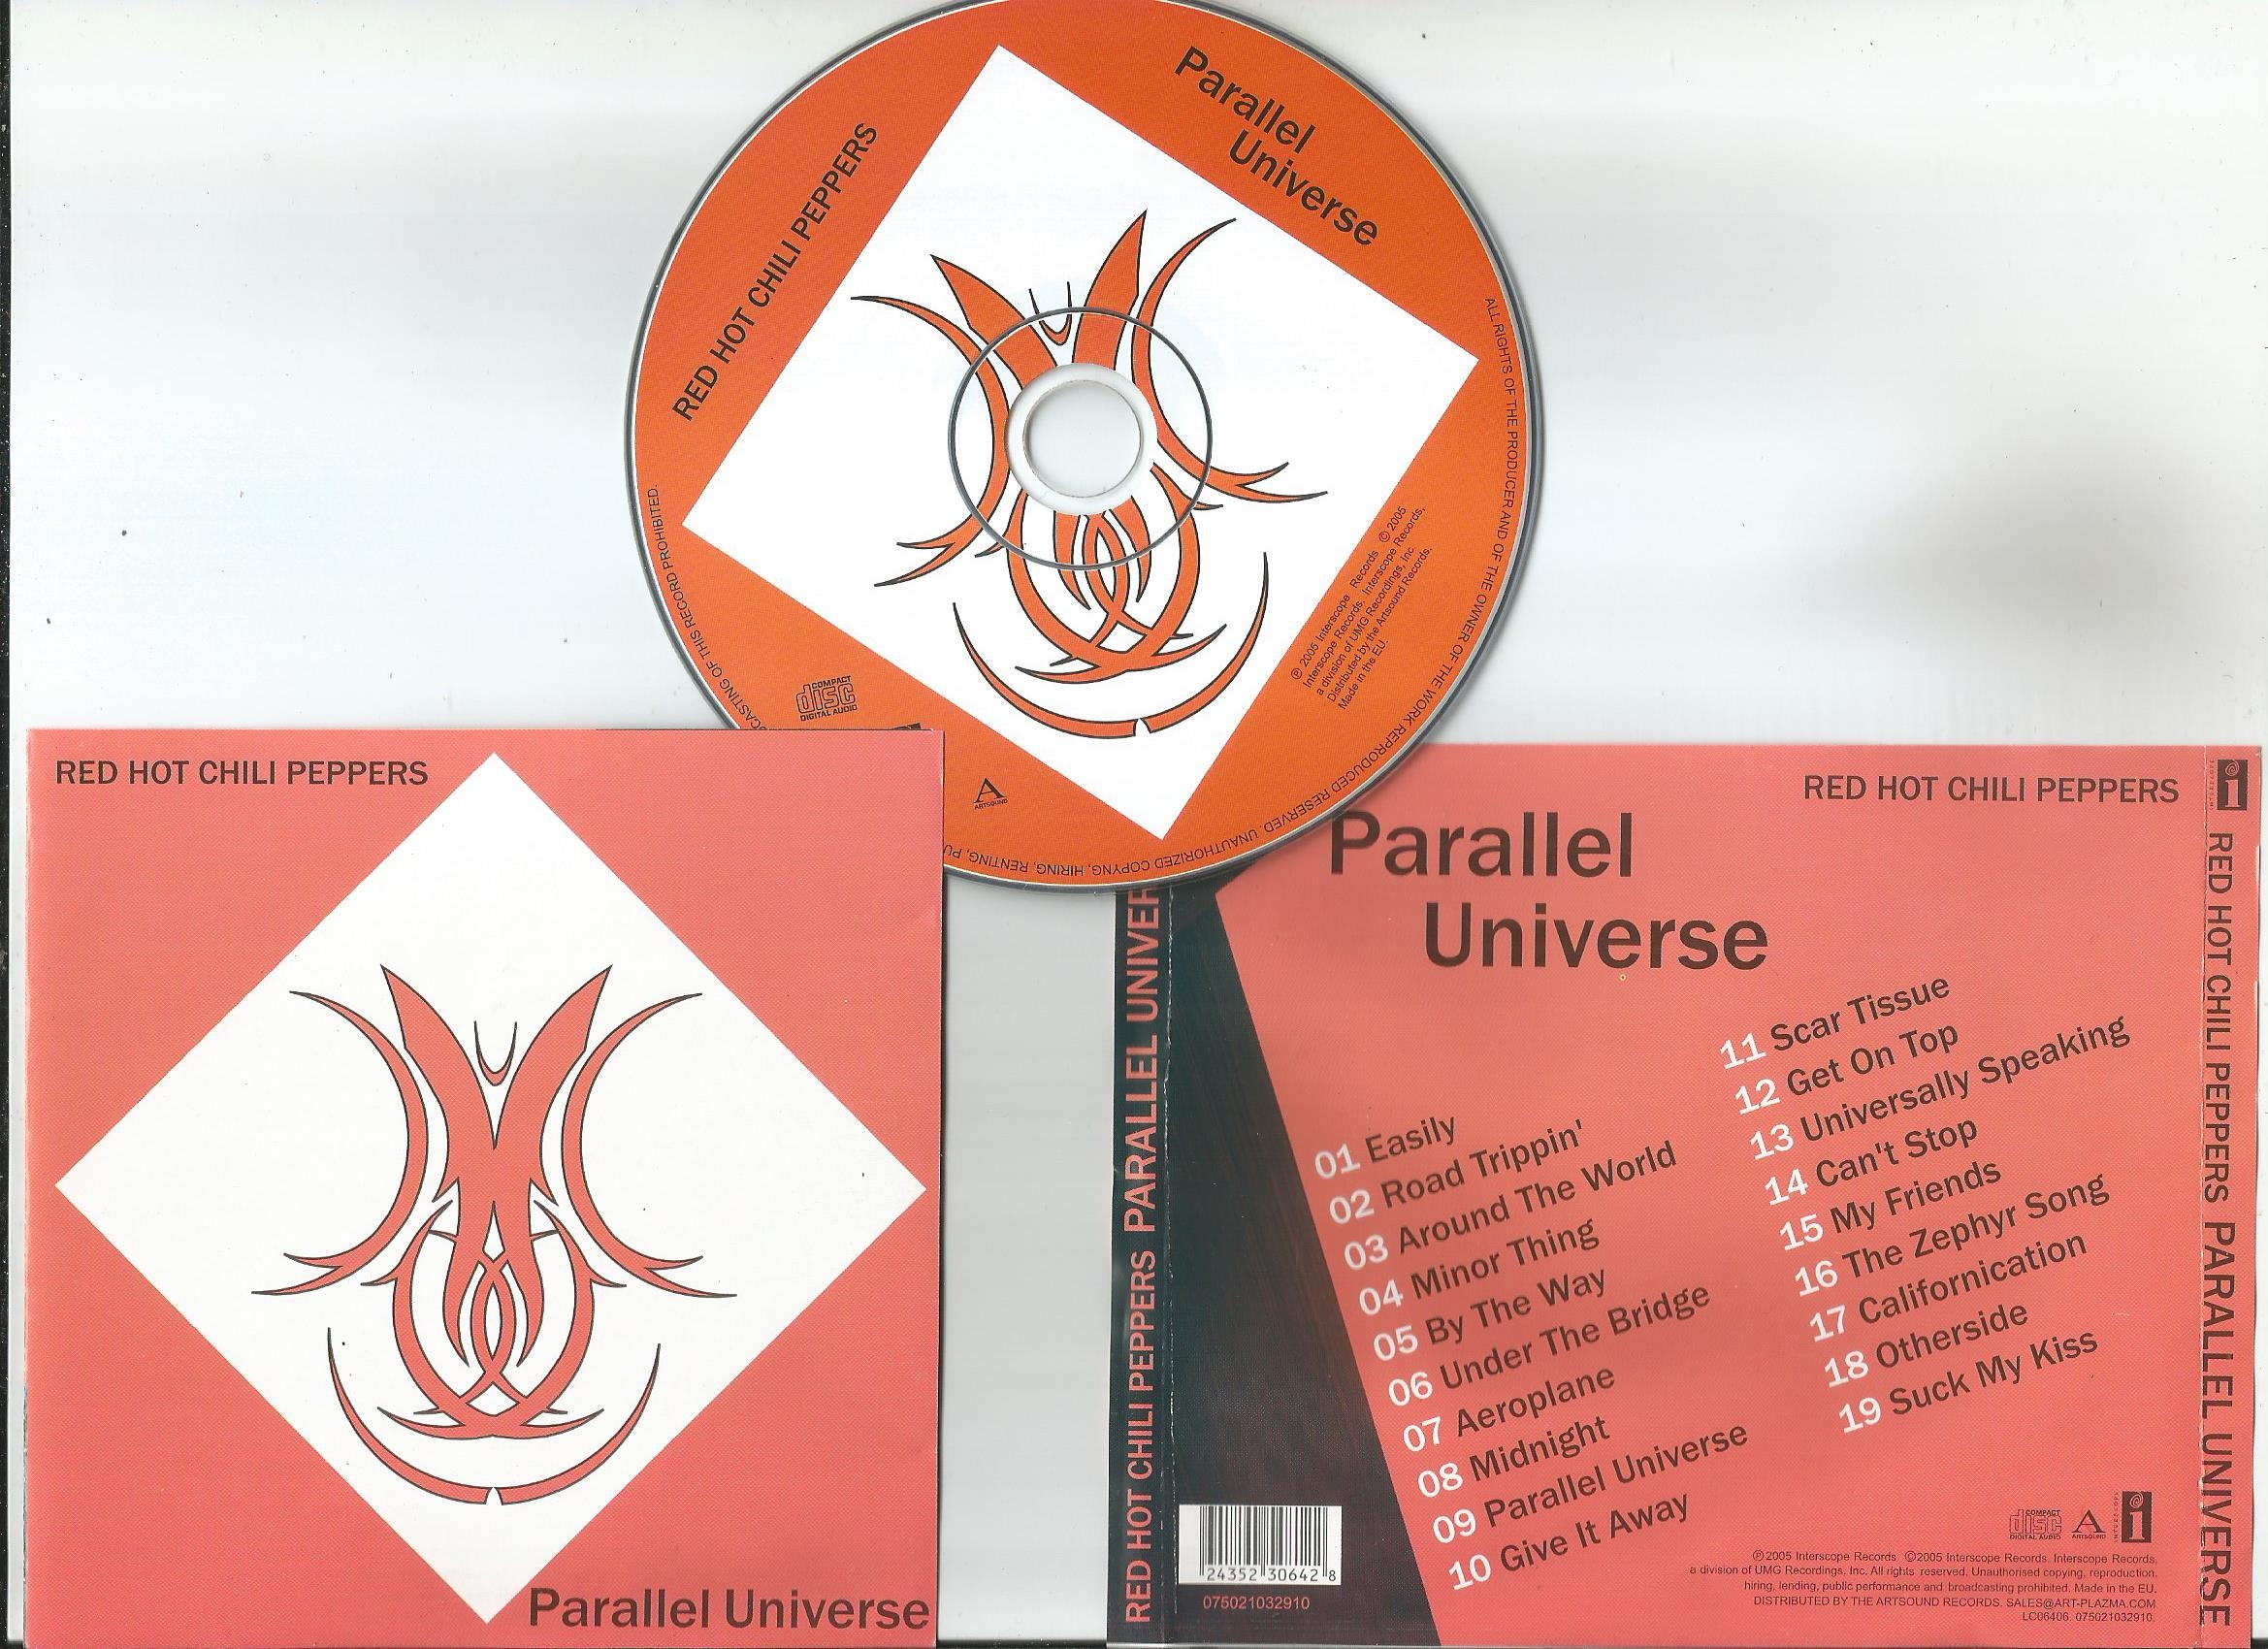 RED HOT CHILI PEPPERS
Parallel
Universe
ALL RIGHTS OF THE PRODUCER AND OF THE OWNER OF THE WORK REPRODUCED RESERVED. UNAUTHORIZED COPYNG, HIRING, RENTING, PU
CASTING OF THIS RECORD PROHIBITED.
Ⓟ 2005 Interscope Records © 2005
Interscope Records. Interscope Records,
a division of UMG Recordings, Inc
Distributed by the Artsound Records.
Made in the EU.
COMPACT
disc
DIGITAL AUDIO
A
ARTSOUND
RED HOT CHILI PEPPERS
Parallel Universe
RED HOT CHILI PEPPERS PARALLEL UNIVER
RED HOT CHILI PEPPERS
Parallel
Universe
01 Easily
02 Road Trippin'
03 Around The World
04 Minor Thing
05 By The Way
06 Under The Bridge
07 Aeroplane
08 Midnight
09 Parallel Universe
10 Give It Away
11 Scar Tissue
12 Get On Top
13 Universally Speaking
14 Can't Stop
15 My Friends
16 The Zephyr Song
17 Californication
18 Otherside
19 Suck My Kiss
24352 30642 8
075021032910
COMPACT
disc
DIGITAL AUDIO
A
ARTSOUND
i
Ⓟ2005 Interscope Records ©2005 Interscope Records. Interscope Records,
a division of UMG Recordings, Inc. All rights reserved. Unauthorised copying, reproduction,
hiring, lending, public performance and broadcasting prohibited. Made in the EU.
DISTRIBUTED BY THE ARTSOUND RECORDS. SALES@ART-PLAZMA.COM
LC06406 075021032910.
i
RED HOT CHILI PEPPERS PARALLEL UNIVERSE